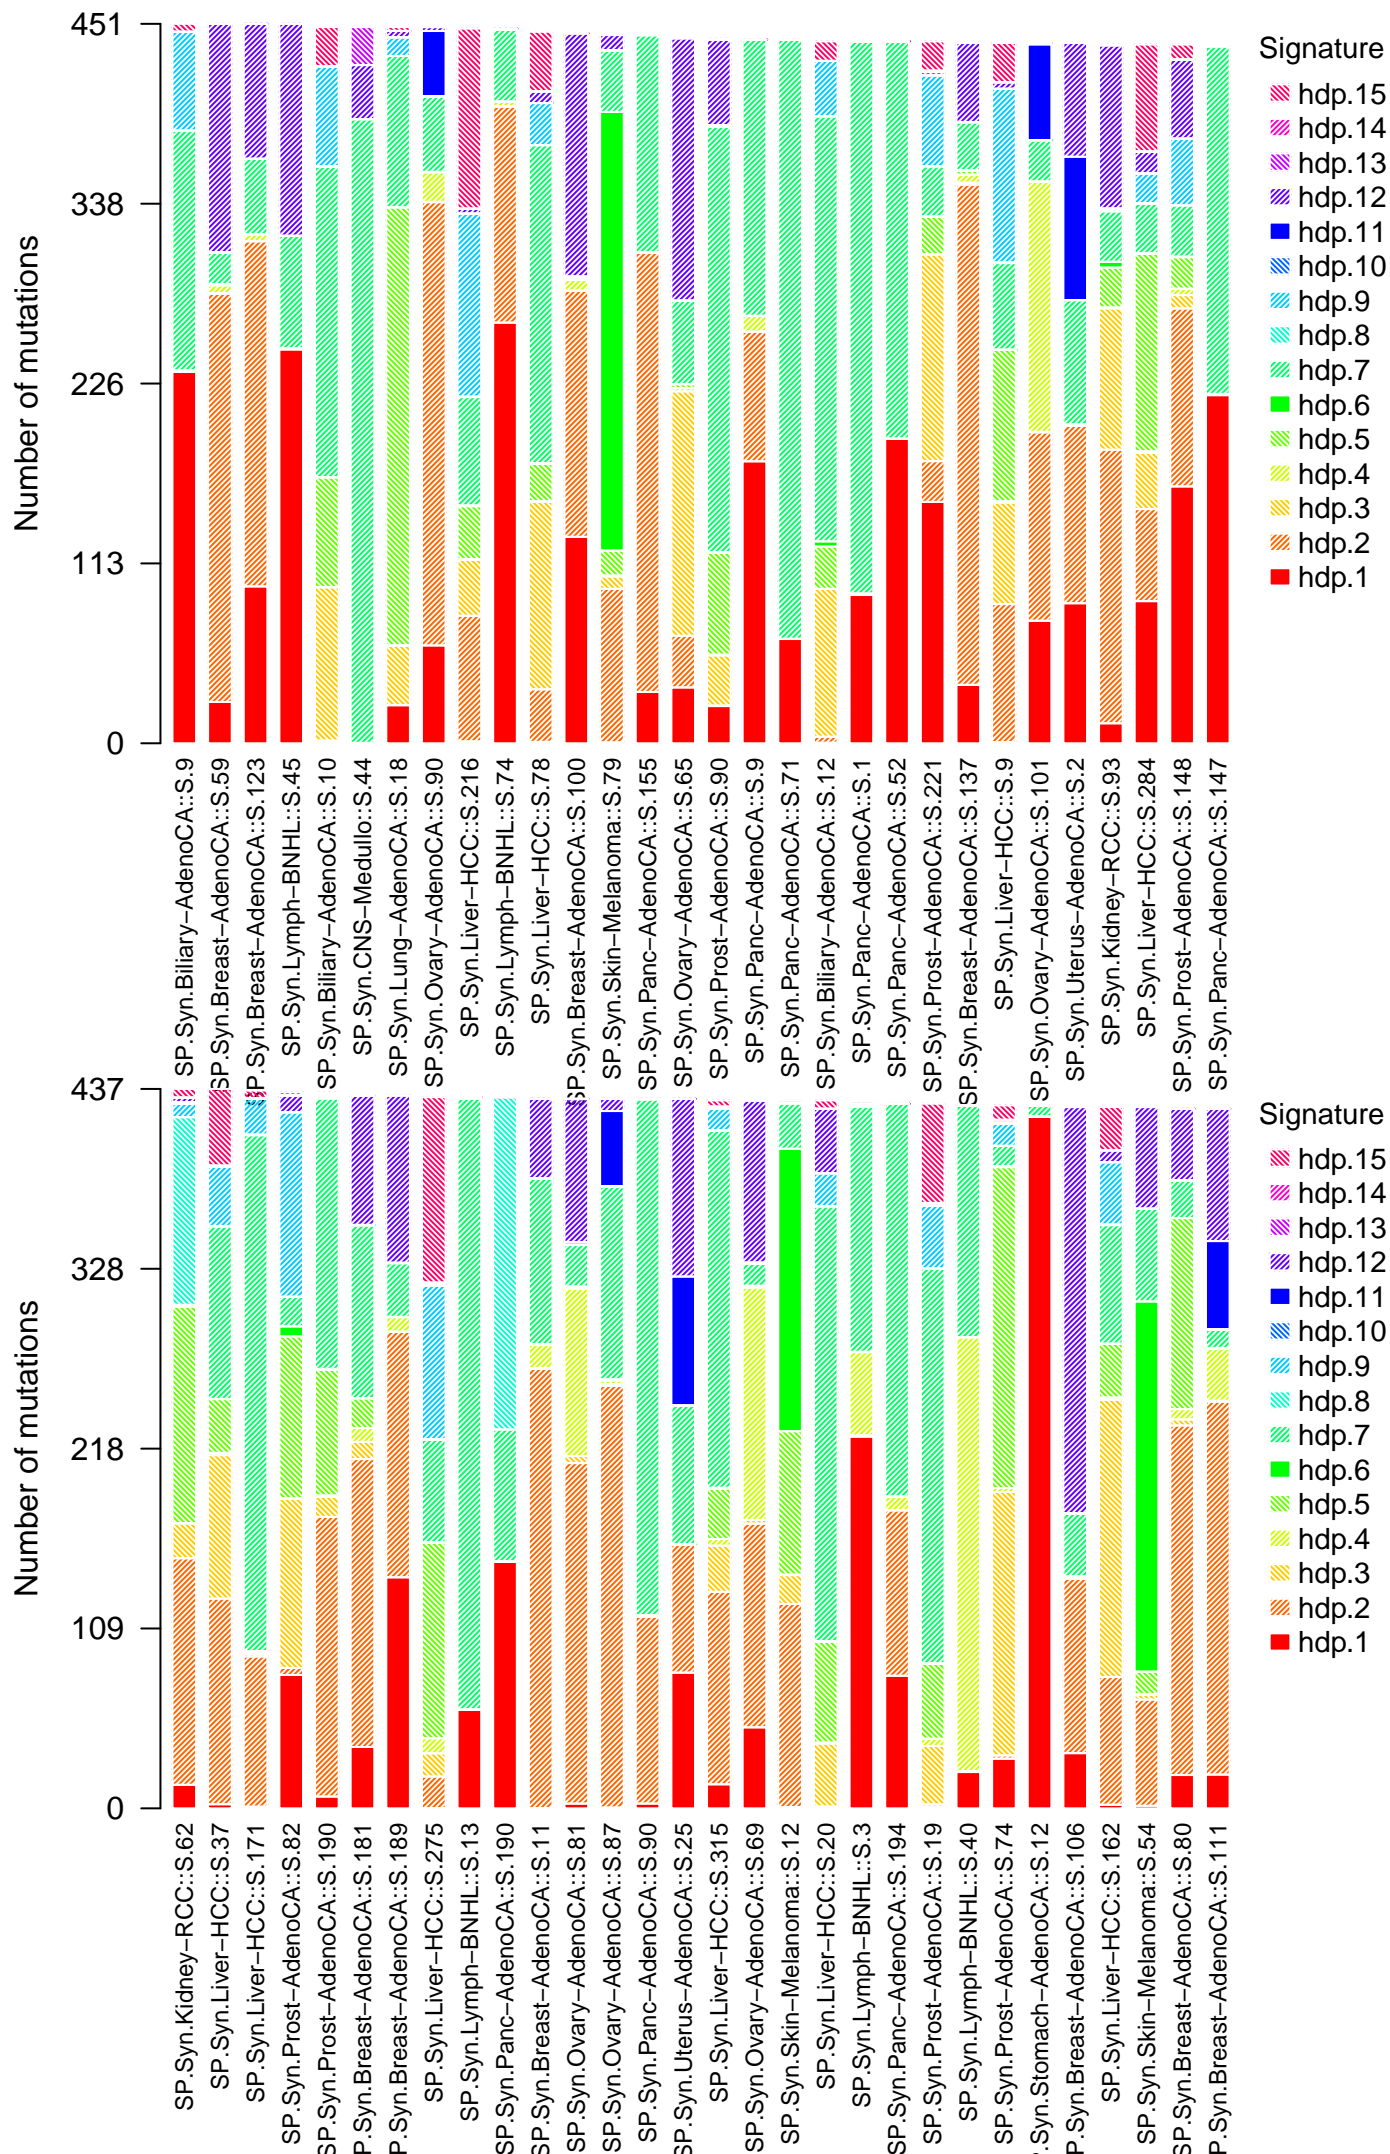 Number of mutations
451
338
226
113
0
Signature
hdp.15
hdp.14
hdp.13
hdp.12
hdp.11
hdp.10
hdp.9
hdp.8
hdp.7
hdp.6
hdp.5
hdp.4
hdp.3
hdp.2
hdp.1
SP.Syn.Biliary−AdenoCA::S.9
SP.Syn.Breast−AdenoCA::S.59
SP.Syn.Breast−AdenoCA::S.123
SP.Syn.Lymph−BNHL::S.45
SP.Syn.Biliary−AdenoCA::S.10
SP.Syn.CNS−Medullo::S.44
SP.Syn.Lung−AdenoCA::S.18
SP.Syn.Ovary−AdenoCA::S.90
SP.Syn.Liver−HCC::S.216
SP.Syn.Lymph−BNHL::S.74
SP.Syn.Liver−HCC::S.78
SP.Syn.Breast−AdenoCA::S.100
SP.Syn.Skin−Melanoma::S.79
SP.Syn.Panc−AdenoCA::S.155
SP.Syn.Ovary−AdenoCA::S.65
SP.Syn.Prost−AdenoCA::S.90
SP.Syn.Panc−AdenoCA::S.9
SP.Syn.Panc−AdenoCA::S.71
SP.Syn.Biliary−AdenoCA::S.12
SP.Syn.Panc−AdenoCA::S.1
SP.Syn.Panc−AdenoCA::S.52
SP.Syn.Prost−AdenoCA::S.221
SP.Syn.Breast−AdenoCA::S.137
SP.Syn.Liver−HCC::S.9
SP.Syn.Ovary−AdenoCA::S.101
SP.Syn.Uterus−AdenoCA::S.2
SP.Syn.Kidney−RCC::S.93
SP.Syn.Liver−HCC::S.284
SP.Syn.Prost−AdenoCA::S.148
SP.Syn.Panc−AdenoCA::S.147
Number of mutations
437
328
218
109
0
Signature
hdp.15
hdp.14
hdp.13
hdp.12
hdp.11
hdp.10
hdp.9
hdp.8
hdp.7
hdp.6
hdp.5
hdp.4
hdp.3
hdp.2
hdp.1
SP.Syn.Kidney−RCC::S.62
SP.Syn.Liver−HCC::S.37
SP.Syn.Liver−HCC::S.171
SP.Syn.Prost−AdenoCA::S.82
SP.Syn.Prost−AdenoCA::S.190
P.Syn.Breast−AdenoCA::S.181
P.Syn.Breast−AdenoCA::S.189
SP.Syn.Liver−HCC::S.275
SP.Syn.Lymph−BNHL::S.13
SP.Syn.Panc−AdenoCA::S.190
SP.Syn.Breast−AdenoCA::S.11
SP.Syn.Ovary−AdenoCA::S.81
SP.Syn.Ovary−AdenoCA::S.87
SP.Syn.Panc−AdenoCA::S.90
SP.Syn.Uterus−AdenoCA::S.25
SP.Syn.Liver−HCC::S.315
SP.Syn.Ovary−AdenoCA::S.69
SP.Syn.Skin−Melanoma::S.12
SP.Syn.Liver−HCC::S.20
SP.Syn.Lymph−BNHL::S.3
SP.Syn.Panc−AdenoCA::S.194
SP.Syn.Prost−AdenoCA::S.19
SP.Syn.Lymph−BNHL::S.40
SP.Syn.Prost−AdenoCA::S.74
.Syn.Stomach−AdenoCA::S.12
P.Syn.Breast−AdenoCA::S.106
SP.Syn.Liver−HCC::S.162
SP.Syn.Skin−Melanoma::S.54
SP.Syn.Breast−AdenoCA::S.80
P.Syn.Breast−AdenoCA::S.111